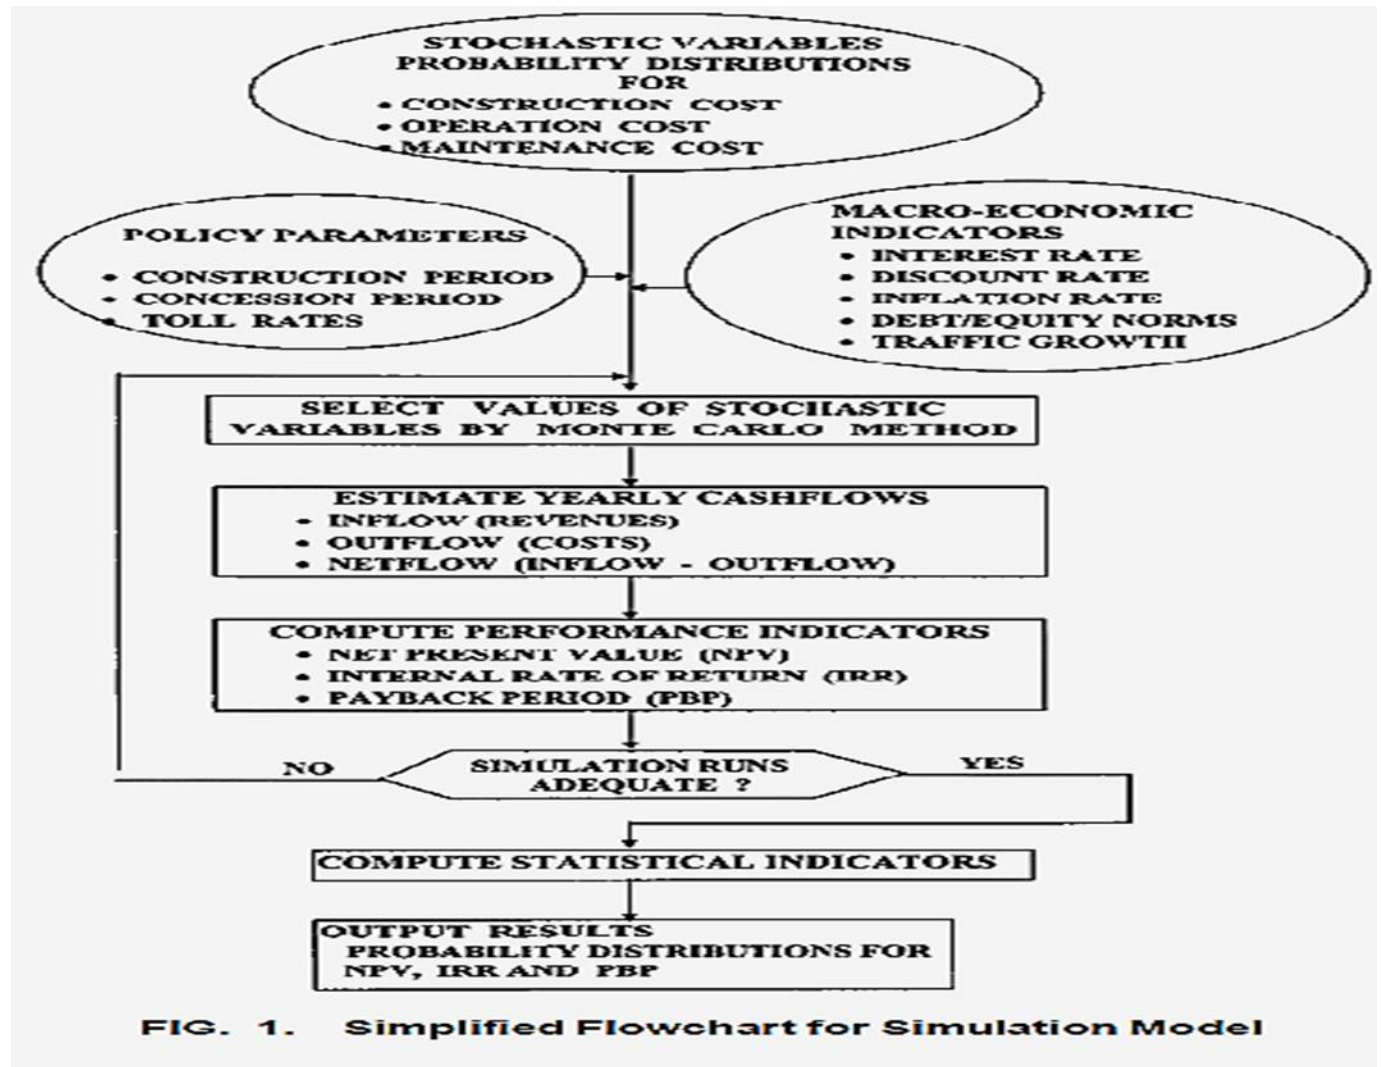 STOCHASTIC VARIABLES
PROBABILITY DISTRIBUTIONS
FOR
• CONSTRUCTION COST
• OPERATION COST
• MAINTENANCE COST
POLICY PARAMETERS
• CONSTRUCTION PERIOD
• CONCESSION PERIOD
• TOLL RATES
MACRO-ECONOMIC
INDICATORS
• INTEREST RATE
• DISCOUNT RATE
• INFLATION RATE
• DEBT/EQUITY NORMS
• TRAFFIC GROWTH
SELECT VALUES OF STOCHASTIC
VARIABLES BY MONTE CARLO METHOD
ESTIMATE YEARLY CASHFLOWS
• INFLOW (REVENUES)
• OUTFLOW (COSTS)
• NETFLOW (INFLOW - OUTFLOW)
COMPUTE PERFORMANCE INDICATORS
• NET PRESENT VALUE (NPV)
• INTERNAL RATE OF RETURN (IRR)
• PAYBACK PERIOD (PBP)
NO
SIMULATION RUNS
ADEQUATE ?
YES
COMPUTE STATISTICAL INDICATORS
OUTPUT RESULTS
PROBABILITY DISTRIBUTIONS FOR
NPV, IRR AND PBP
FIG. 1. Simplified Flowchart for Simulation Model